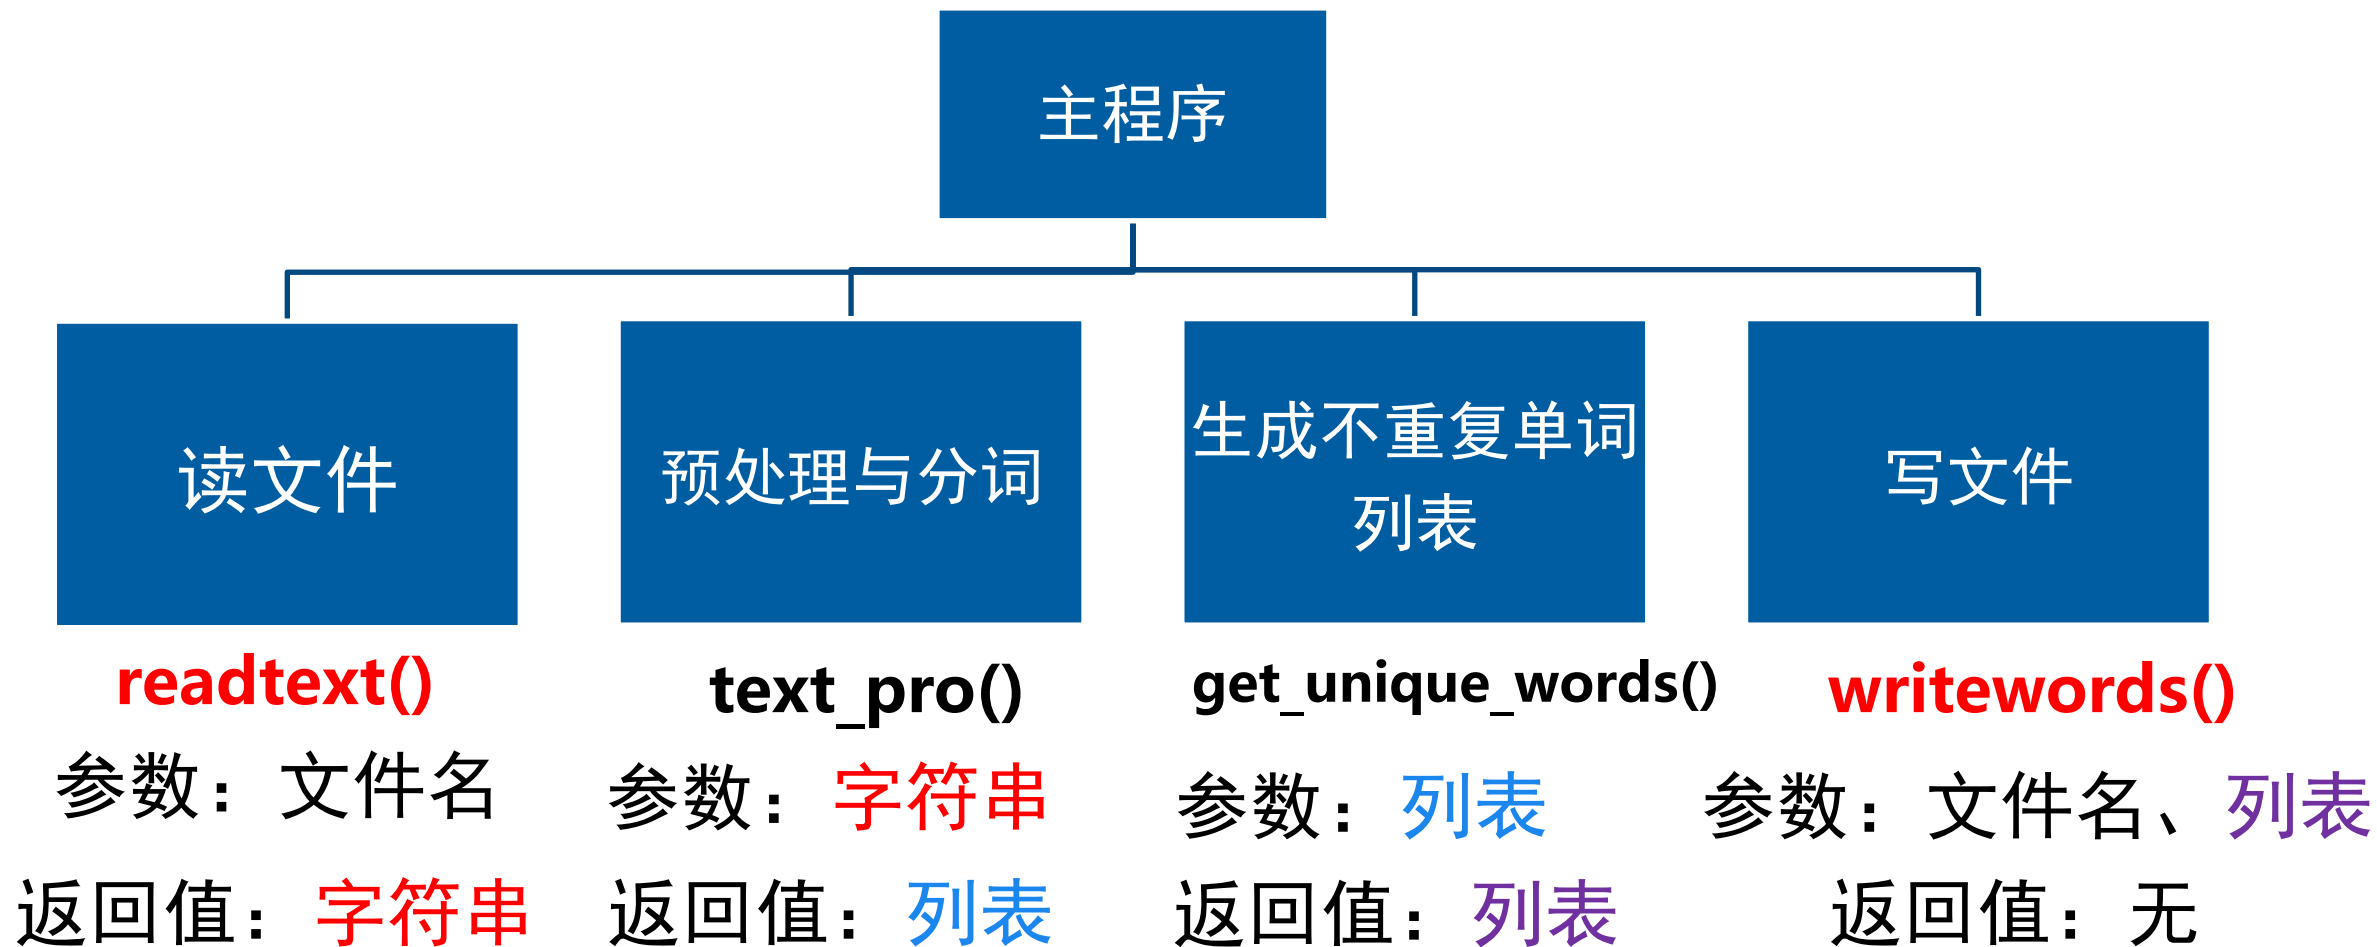 主程序
读文件
预处理与分词
生成不重复单词
列表
写文件
readtext()
text_pro()
get_unique_words()
writewords()
参数：文件名
参数：字符串
参数：列表
参数：文件名、列表
返回值：字符串
返回值：列表
返回值：列表
返回值：无